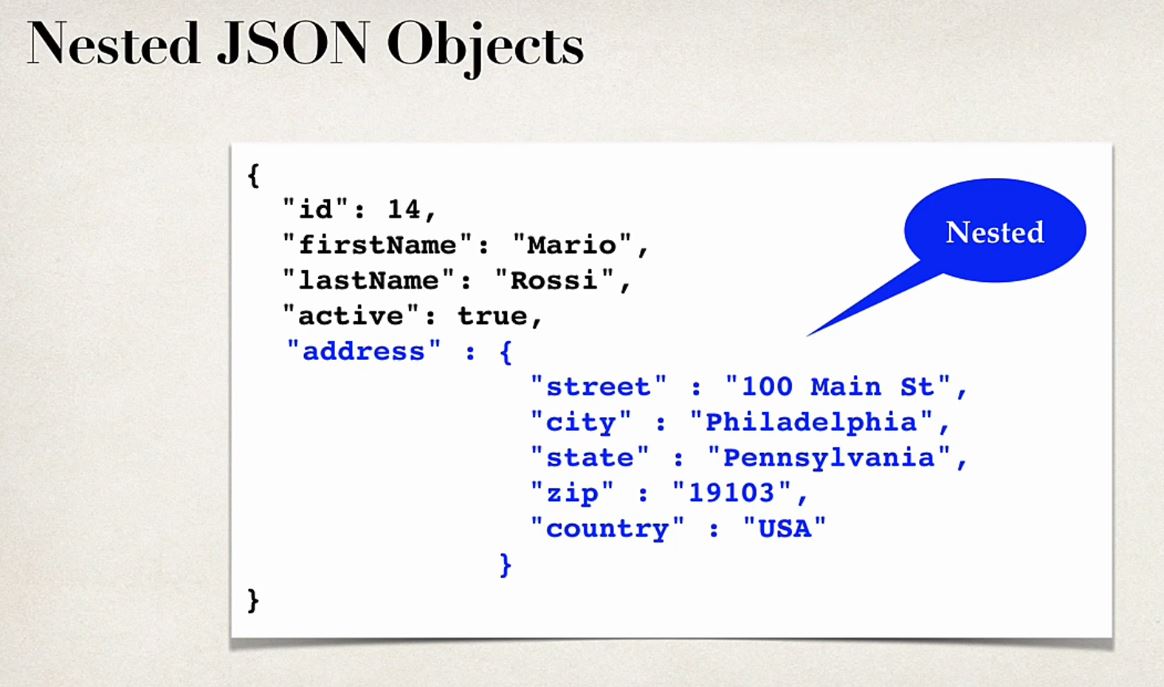 Nested JSON Objects
{
"id": 14,
"firstName": "Mario",
"lastName": "Rossi",
"active": true,
"address" : {
"street" : "100 Main St",
"city" : "Philadelphia",
"state" : "Pennsylvania",
"zip" : "19103",
"country" : "USA"
}
}
Nested